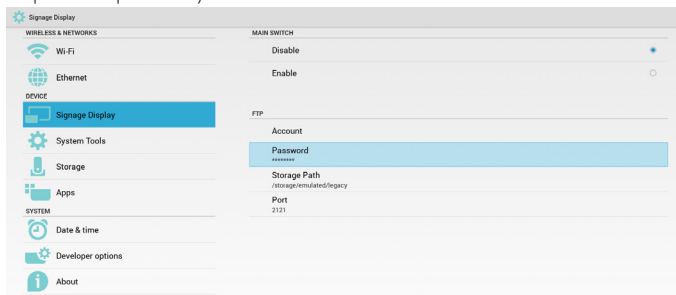 Signage Display
WIRELESS & NETWORKS
Wi-Fi
Ethernet
DEVICE
Signage Display
System Tools
Storage
Apps
SYSTEM
Date & time
Developer options
About
MAIN SWITCH
Disable
Enable
FTP
Account
Password
********
Storage Path
/storage/emulated/legacy
Port
2121